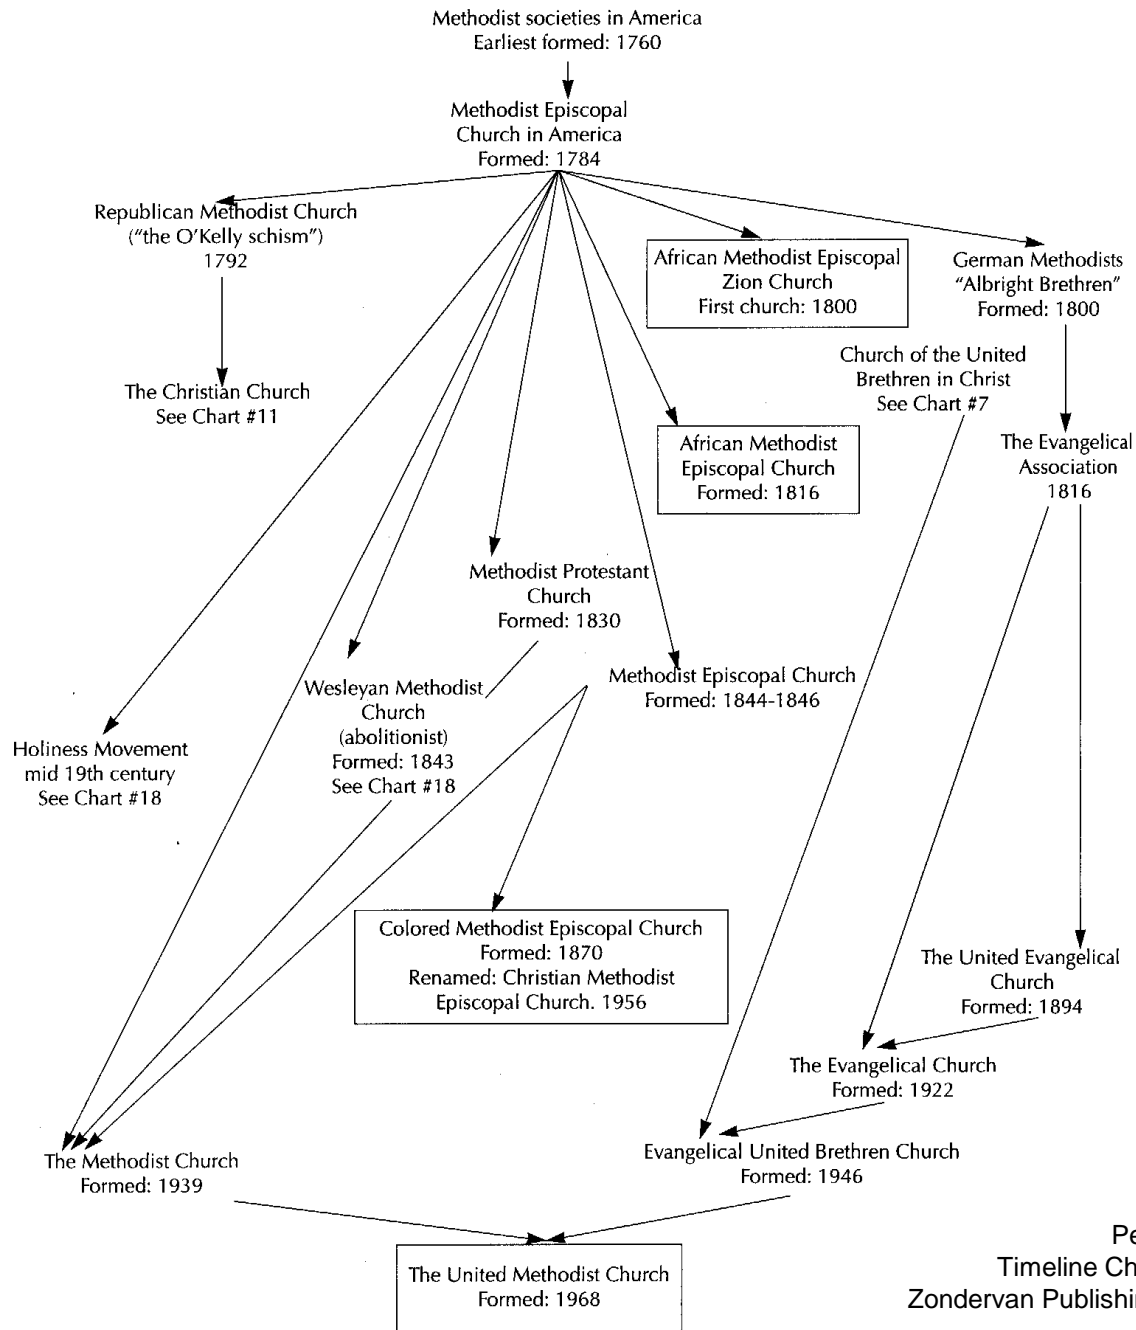 Methodist societies in America
Earliest formed: 1760
Methodist Episcopal
Church in America
Formed: 1784
Republican Methodist Church
("the O'Kelly schism")
1792
African Methodist Episcopal
Zion Church
First church: 1800
German Methodists
"Albright Brethren"
Formed: 1800
The Christian Church
See Chart #11
Church of the United
Brethren in Christ
See Chart #7
African Methodist
Episcopal Church
Formed: 1816
The Evangelical
Association
1816
Methodist Protestant
Church
Formed: 1830
Wesleyan Methodist
Church
(abolitionist)
Formed: 1843
See Chart #18
Methodist Episcopal Church
Formed: 1844-1846
Holiness Movement
mid 19th century
See Chart #18
Colored Methodist Episcopal Church
Formed: 1870
Renamed: Christian Methodist
Episcopal Church. 1956
The United Evangelical
Church
Formed: 1894
The Evangelical Church
Formed: 1922
The Methodist Church
Formed: 1939
Evangelical United Brethren Church
Formed: 1946
The United Methodist Church
Formed: 1968
Pe
Timeline Ch
Zondervan Publishin